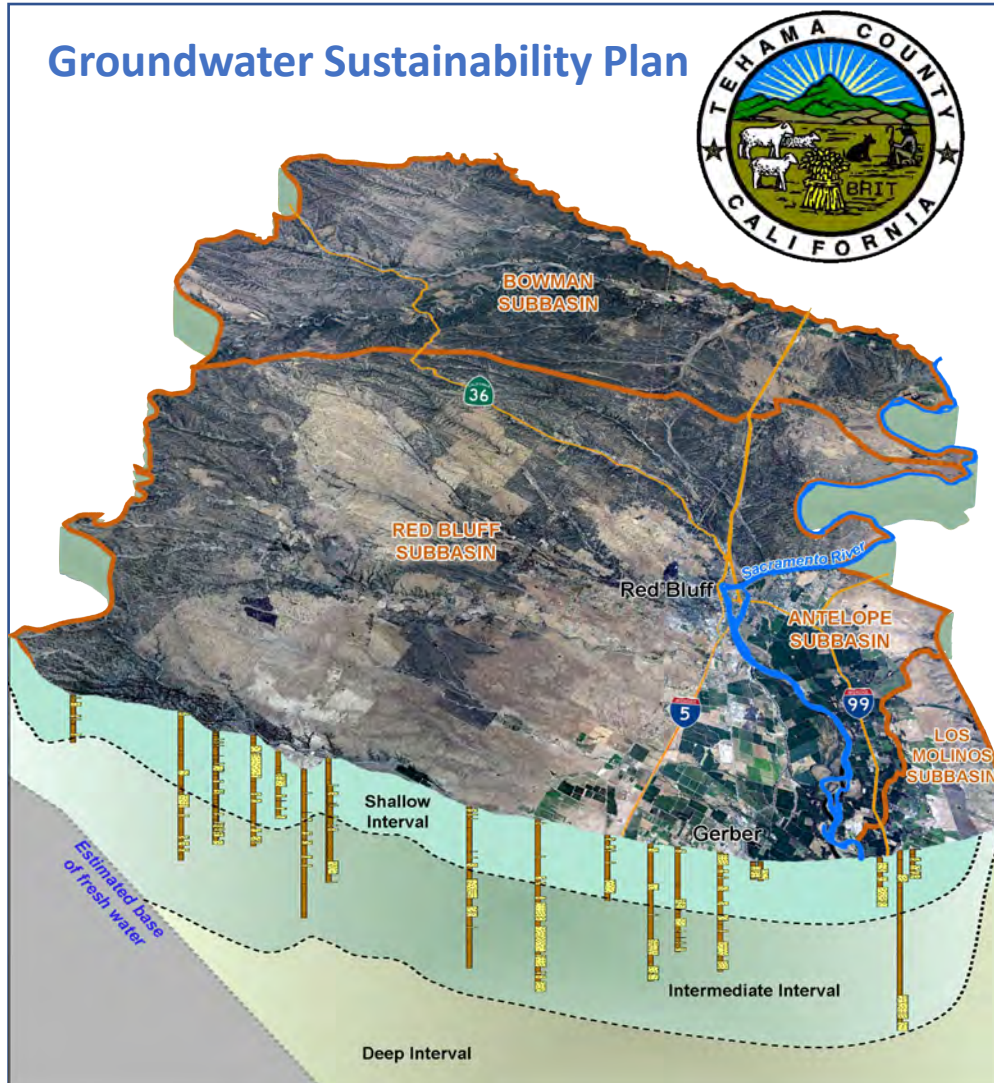 Groundwater Sustainability Plan
TEHAMA COUNTY
CALIFORNIA
BRIT
BOWMAN
SUBBASIN
CALIFORNIA
36
RED BLUFF
SUBBASIN
Sacramento River
Red Bluff
ANTELOPE
SUBBASIN
5
99
LOS
MOLINOS
SUBBASIN
Gerber
Shallow
Interval
Estimated base
of fresh water
Intermediate Interval
Deep Interval